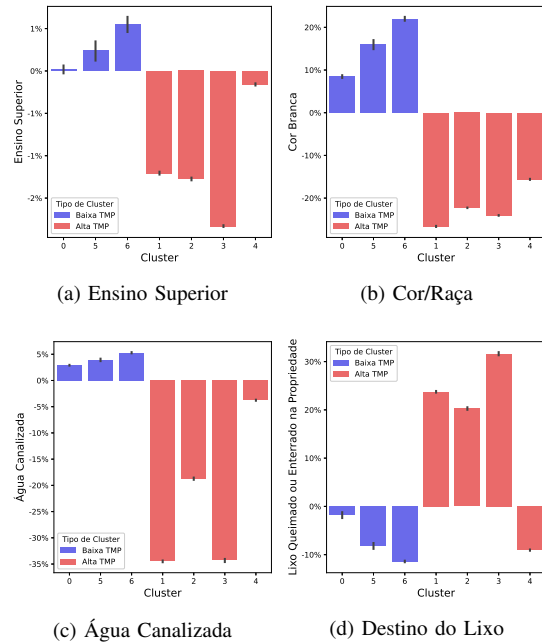 1%
0%
-1%
-1%
-2%
Ensino Superior
Tipo de Cluster
Baixa TMP
Alta TMP
0 5 6 1 2 3 4
Cluster
(a) Ensino Superior
20%
10%
0%
-10%
-20%
Cor Branca
Tipo de Cluster
Baixa TMP
Alta TMP
0 5 6 1 2 3 4
Cluster
(b) Cor/Raça
5%
0%
-5%
-10%
-15%
-20%
-25%
-30%
-35%
Água Canalizada
Tipo de Cluster
Baixa TMP
Alta TMP
0 5 6 1 2 3 4
Cluster
(c) Água Canalizada
30%
20%
10%
0%
-10%
Lixo Queimado ou Enterrado na Propriedade
Tipo de Cluster
Baixa TMP
Alta TMP
0 5 6 1 2 3 4
Cluster
(d) Destino do Lixo